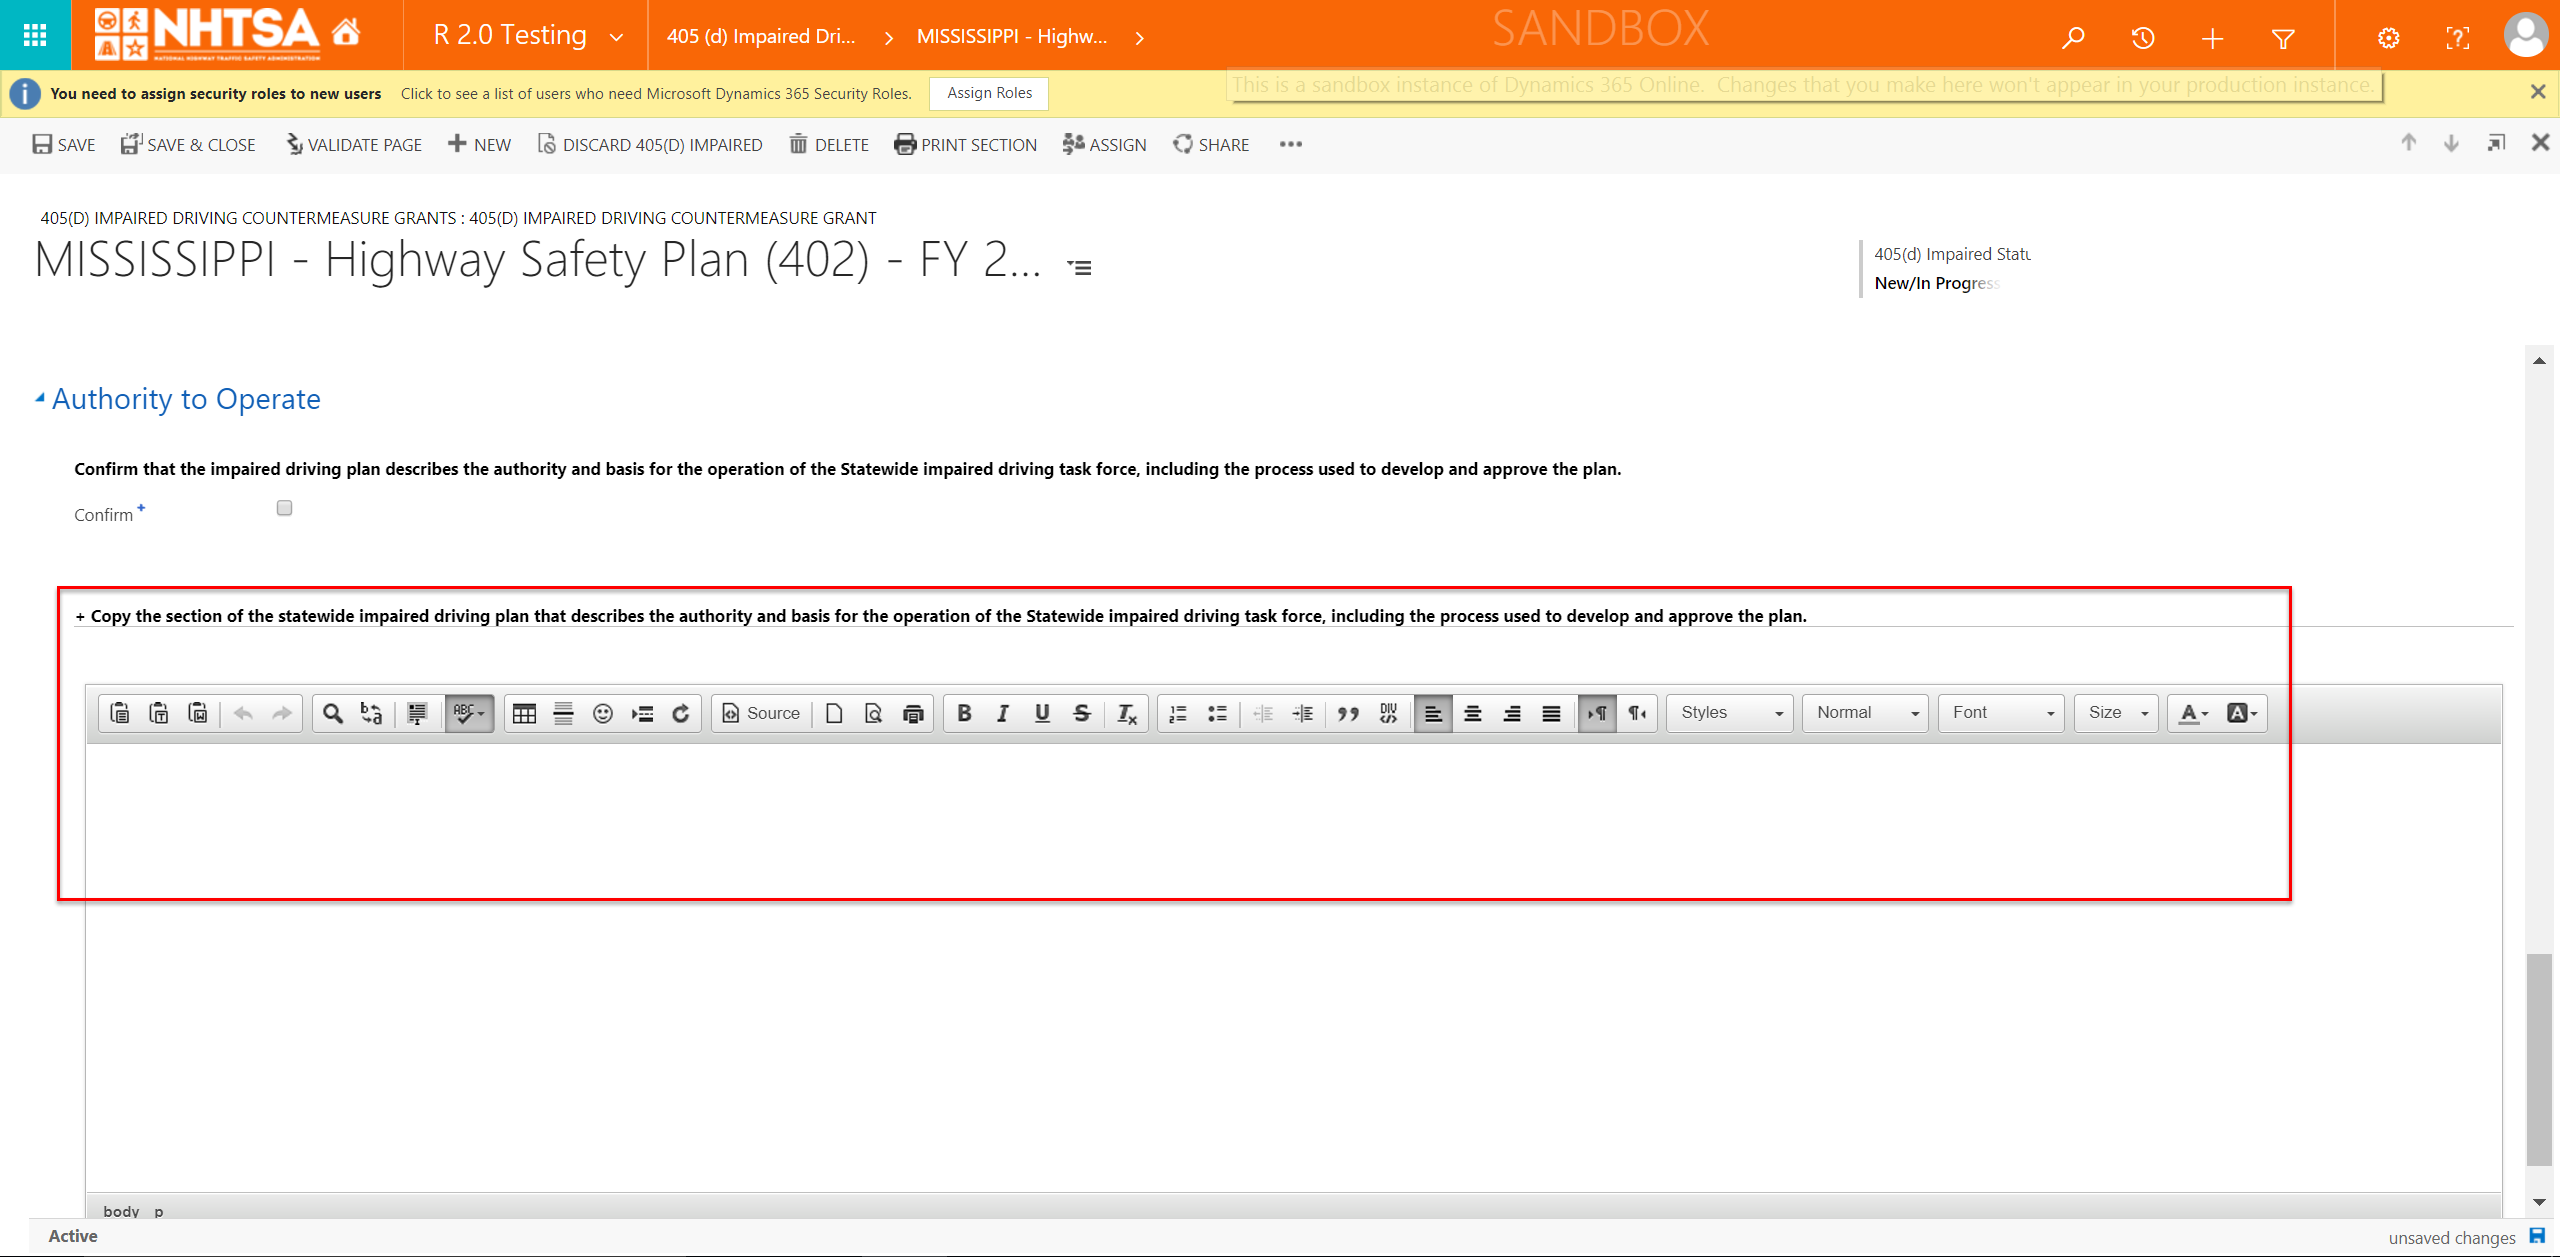 NHTSA
NATIONAL HIGHWAY TRAFFIC SAFETY ADMINISTRATION
R 2.0 Testing
405 (d) Impaired Dri...
MISSISSIPPI - Highw...
SANDBOX
You need to assign security roles to new users Click to see a list of users who need Microsoft Dynamics 365 Security Roles. Assign Roles
This is a sandbox instance of Dynamics 365 Online. Changes that you make here won't appear in your production instance.
SAVE SAVE & CLOSE VALIDATE PAGE NEW DISCARD 405(D) IMPAIRED DELETE PRINT SECTION ASSIGN SHARE •••
405(D) IMPAIRED DRIVING COUNTERMEASURE GRANTS : 405(D) IMPAIRED DRIVING COUNTERMEASURE GRANT
MISSISSIPPI - Highway Safety Plan (402) - FY 2...
405(d) Impaired Statu
New/In Progress
Authority to Operate
Confirm that the impaired driving plan describes the authority and basis for the operation of the Statewide impaired driving task force, including the process used to develop and approve the plan.
Confirm +
+ Copy the section of the statewide impaired driving plan that describes the authority and basis for the operation of the Statewide impaired driving task force, including the process used to develop and approve the plan.
Source Styles Normal Font Size
body p
Active
unsaved changes